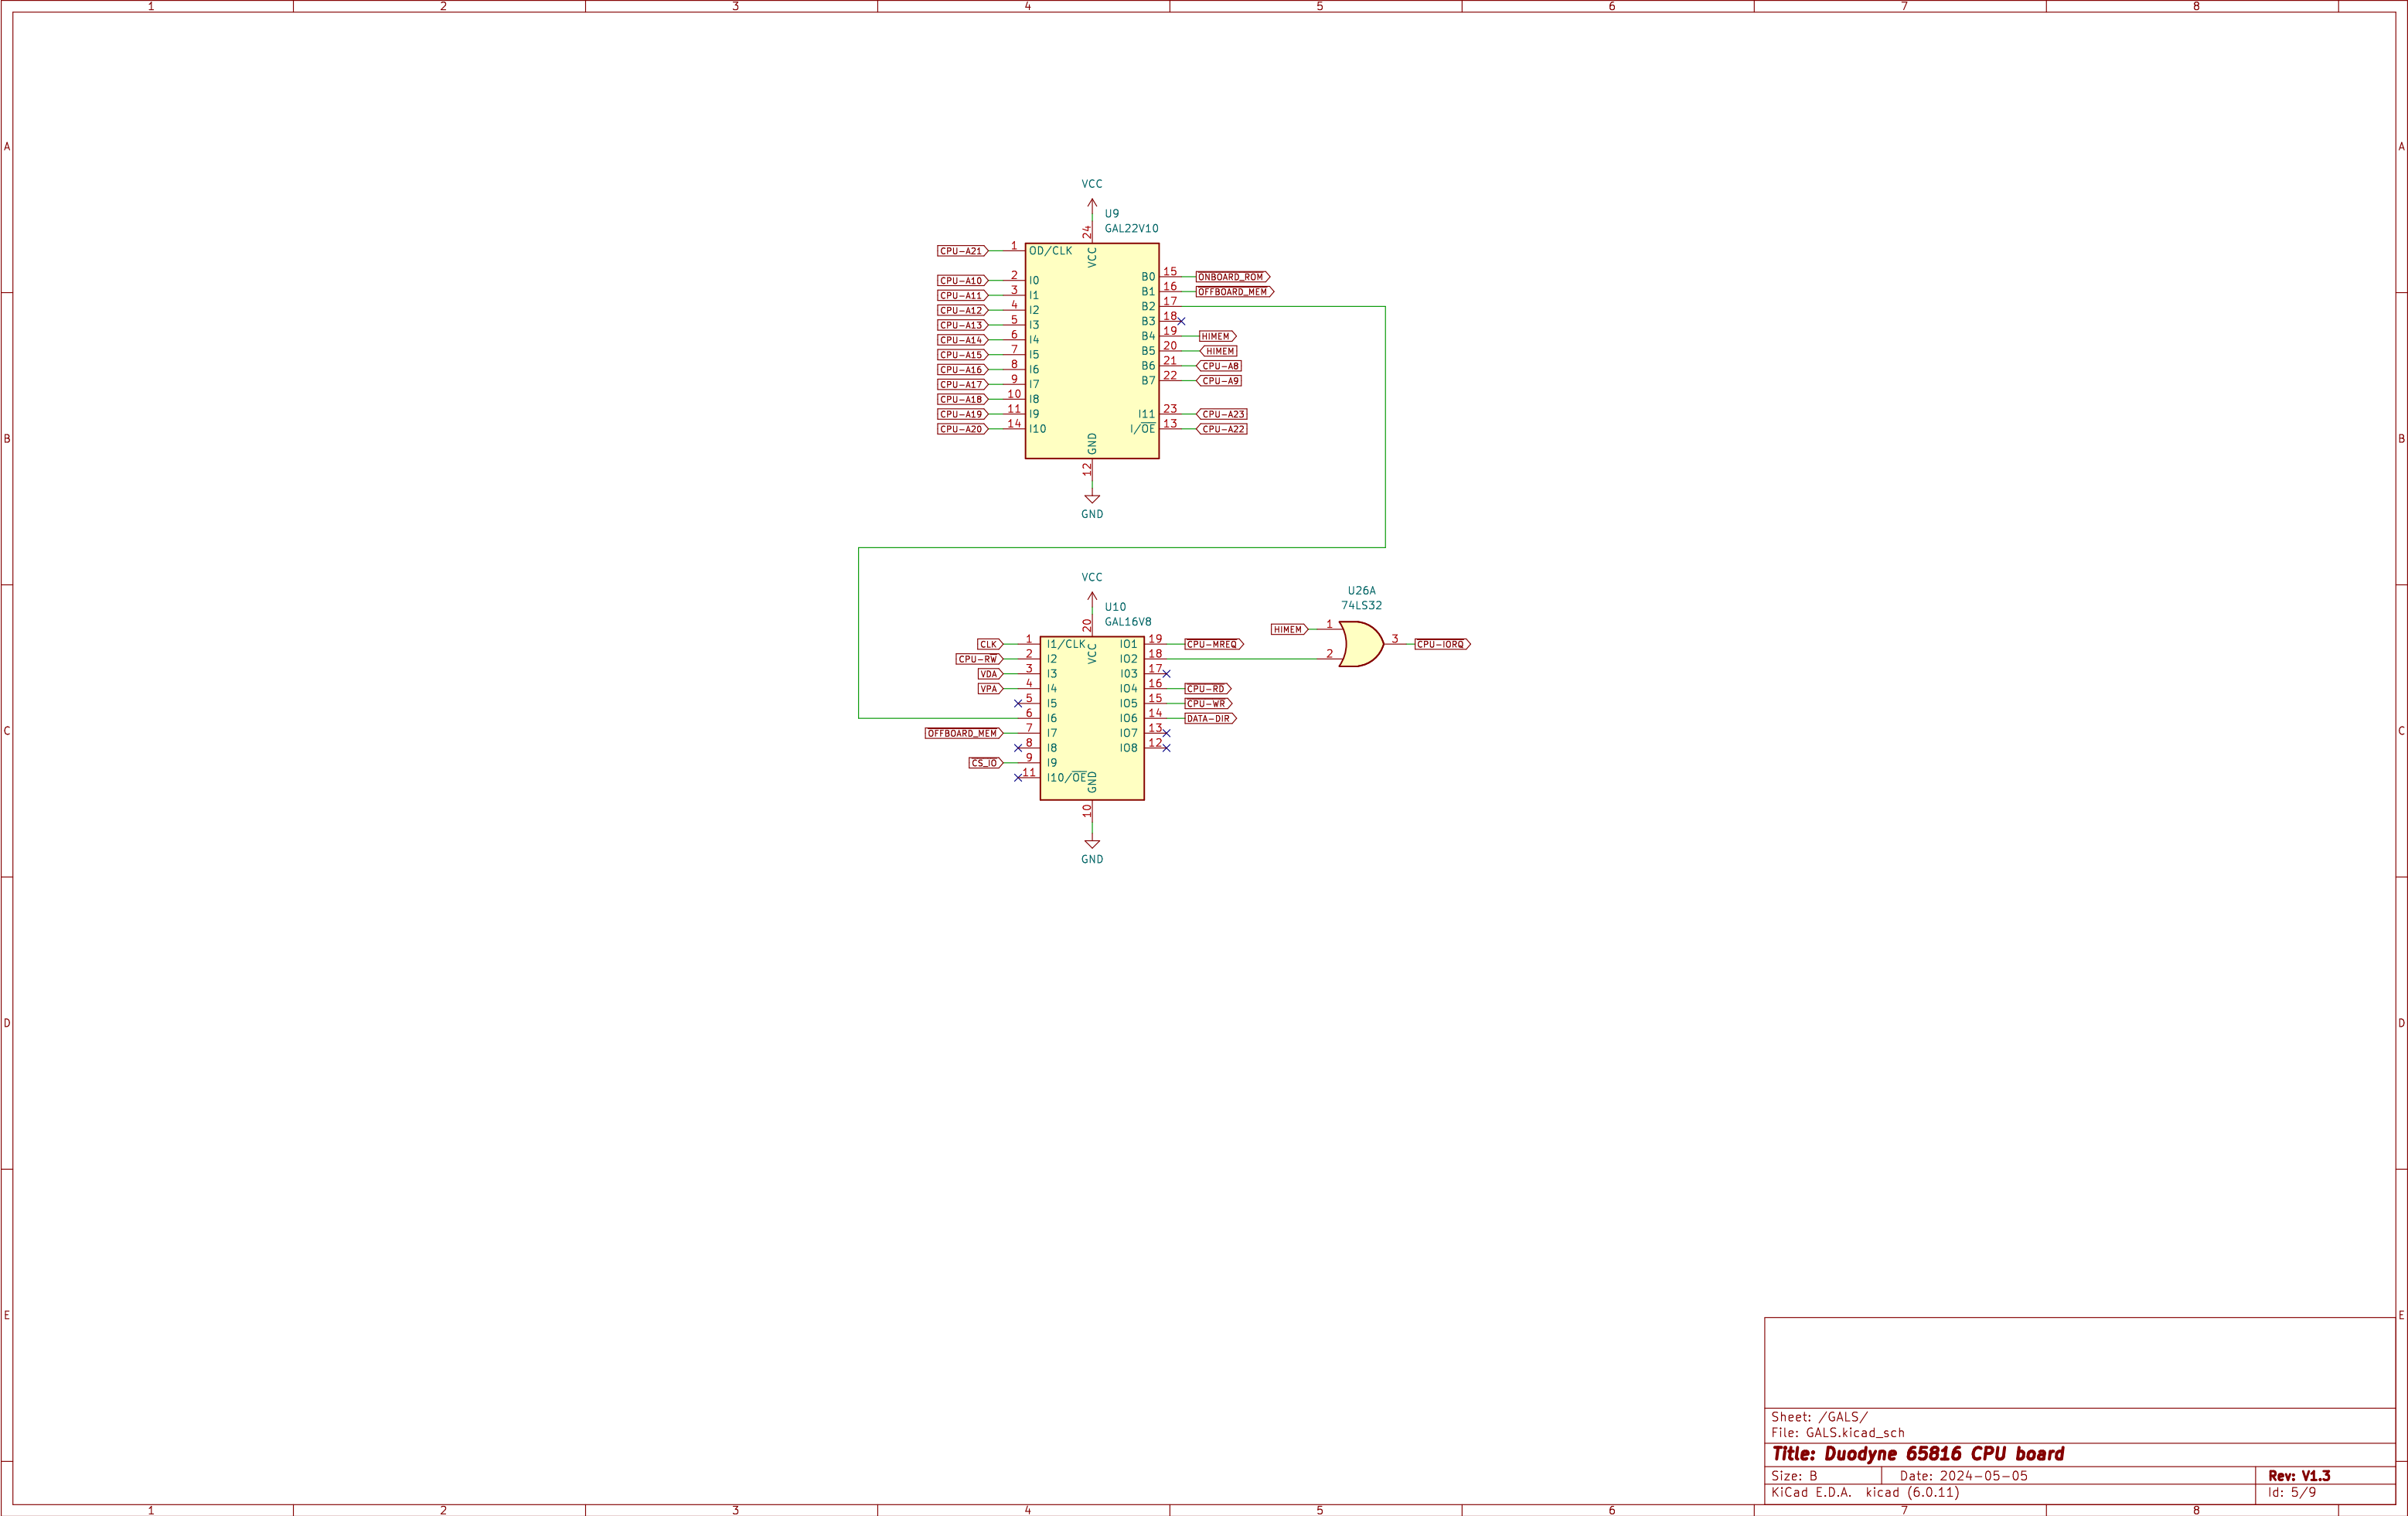 1 2 3 4 5 6 7 8
A A
VCC
U9
GAL22V10
24
VCC
CPU-A21 1 OD/CLK
CPU-A10 2 I0
CPU-A11 3 I1
CPU-A12 4 I2
CPU-A13 5 I3
CPU-A14 6 I4
CPU-A15 7 I5
CPU-A16 8 I6
CPU-A17 9 I7
CPU-A18 10 I8
CPU-A19 11 I9
CPU-A20 14 I10
B0 15 ONBOARD_ROM
B1 16 OFFBOARD_MEM
B2 17
B3 18
B4 19 HIMEM
B5 20 HIMEM
B6 21 CPU-A8
B7 22 CPU-A9
I11 23 CPU-A23
I/OE 13 CPU-A22
GND
12
GND
B B
VCC
U10
GAL16V8
20
VCC
CLK 1 I1/CLK
CPU-RW 2 I2
VDA 3 I3
VPA 4 I4
5 I5
6 I6
OFFBOARD_MEM 7 I7
8 I8
CS_IO 9 I9
11 I10/OE
IO1 19 CPU-MREQ
IO2 18
I03 17
IO4 16 CPU-RD
IO5 15 CPU-WR
IO6 14 DATA-DIR
IO7 13
IO8 12
GND
10
GND
U26A
74LS32
HIMEM 1
2
3 CPU-IORQ
C C
D D
E E
Sheet: /GALS/
File: GALS.kicad_sch
Title: Duodyne 65816 CPU board
Size: B Date: 2024-05-05 Rev: V1.3
KiCad E.D.A. kicad (6.0.11) Id: 5/9
1 2 3 4 5 6 7 8